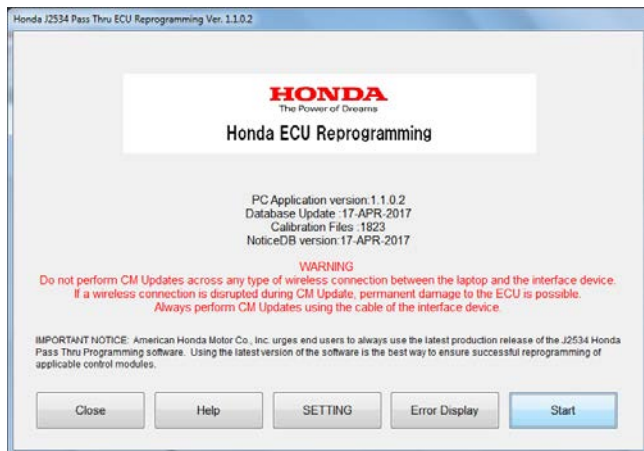 Honda J2534 Pass Thru ECU Reprogramming Ver. 1.1.0.2
HONDA
The Power of Dreams
Honda ECU Reprogramming
PC Application version:1.1.0.2
Database Update :17-APR-2017
Calibration Files :1823
NoticeDB version:17-APR-2017
WARNING
Do not perform CM Updates across any type of wireless connection between the laptop and the interface device.
If a wireless connection is disrupted during CM Update, permanent damage to the ECU is possible.
Always perform CM Updates using the cable of the interface device.
IMPORTANT NOTICE: American Honda Motor Co., Inc. urges end users to always use the latest production release of the J2534 Honda
Pass Thru Programming software. Using the latest version of the software is the best way to ensure successful reprogramming of
applicable control modules.
Close Help SETTING Error Display Start